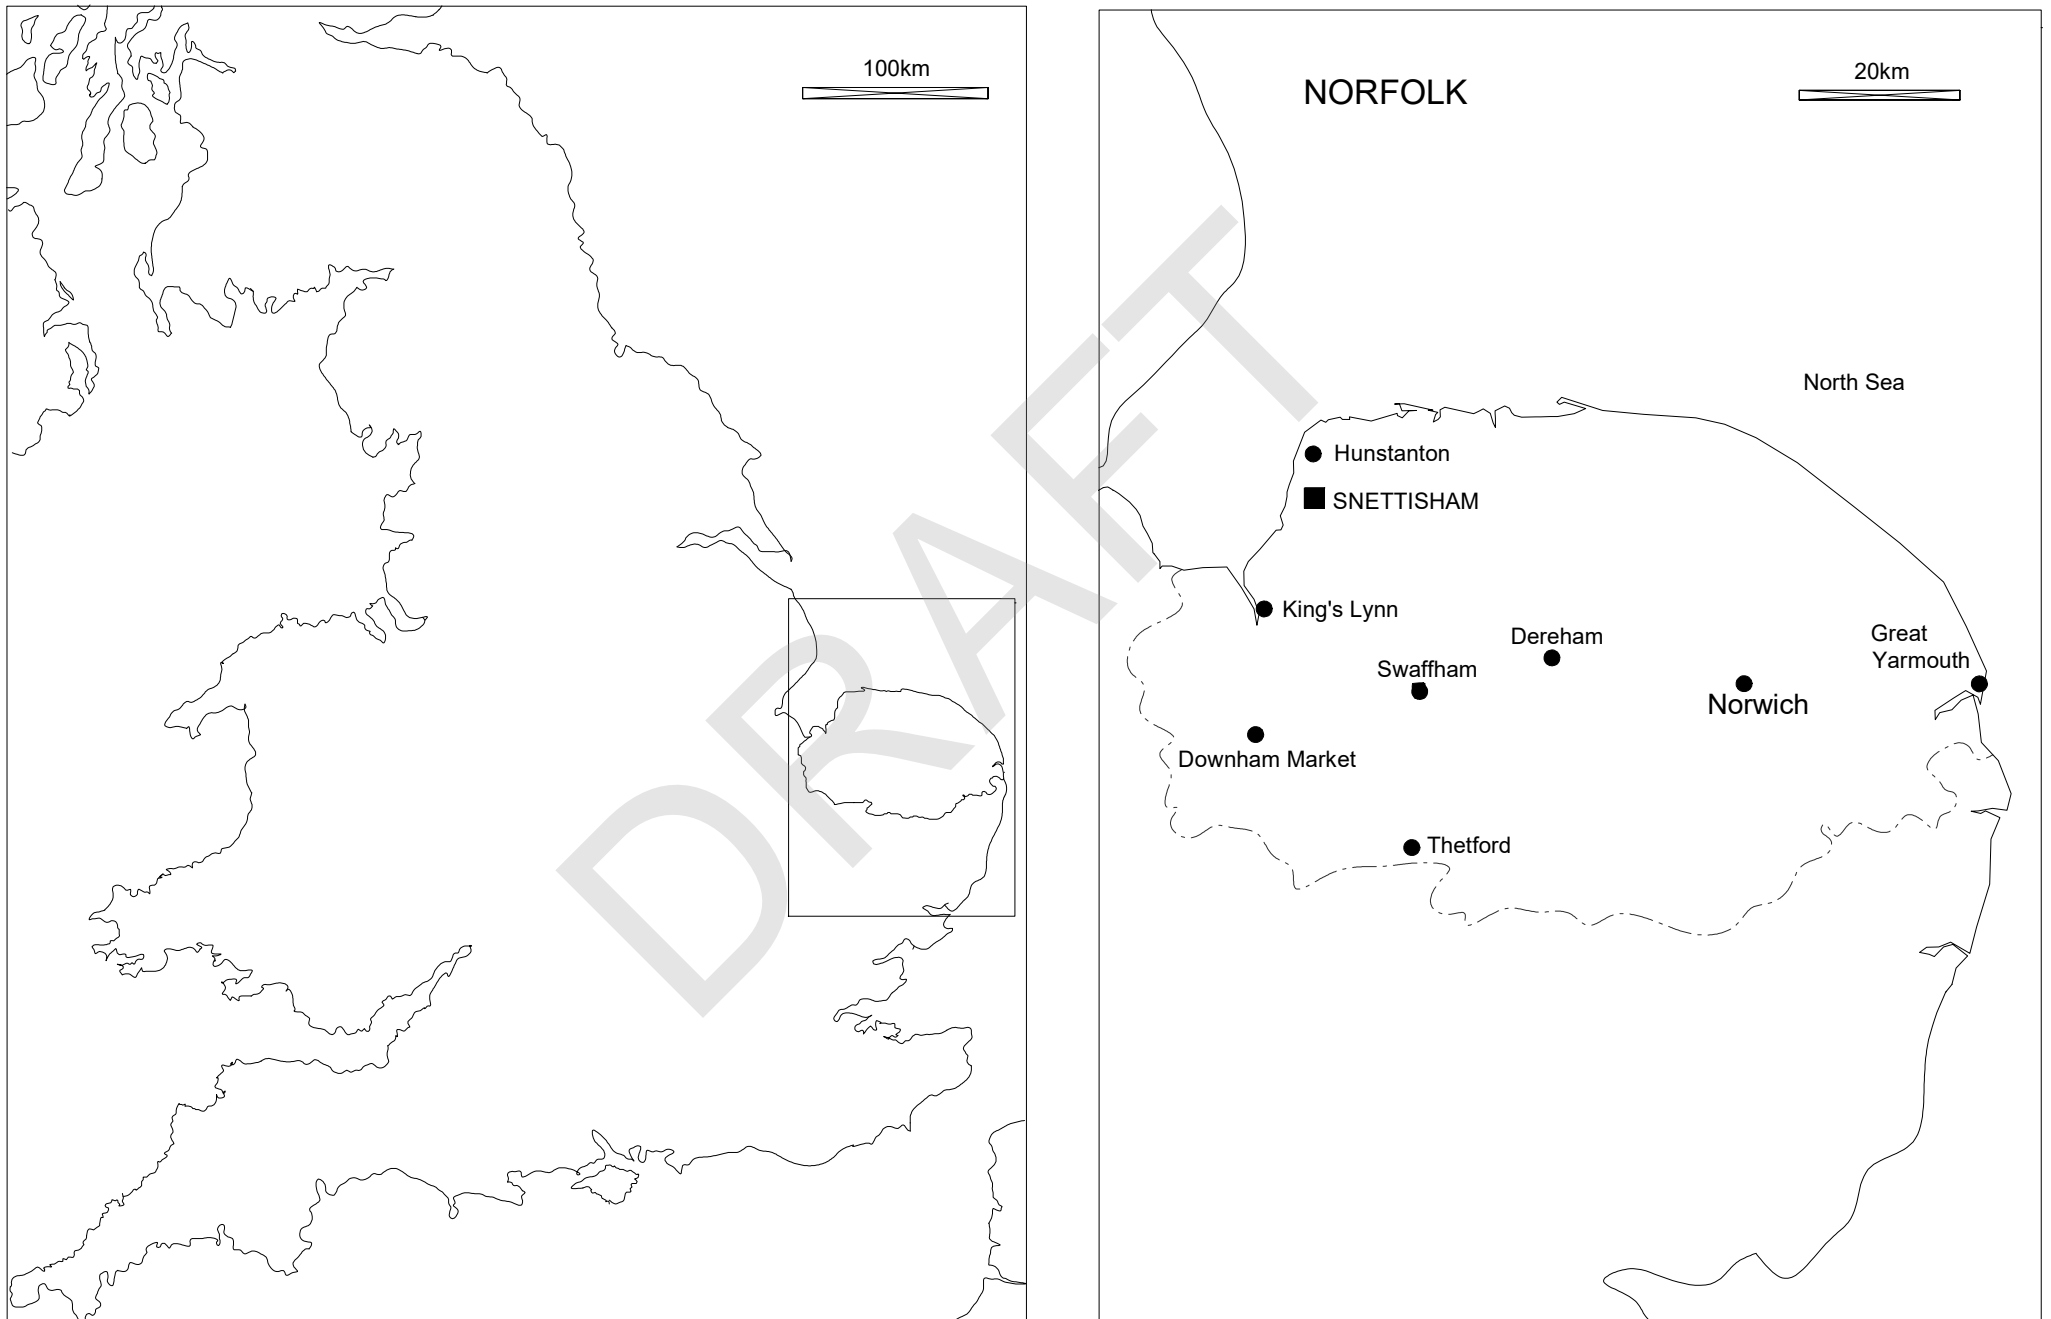 100km
DRAFT
NORFOLK
20km
North Sea
Hunstanton
SNETTISHAM
King's Lynn
Dereham
Great
Yarmouth
Swaffham
Norwich
Downham Market
Thetford